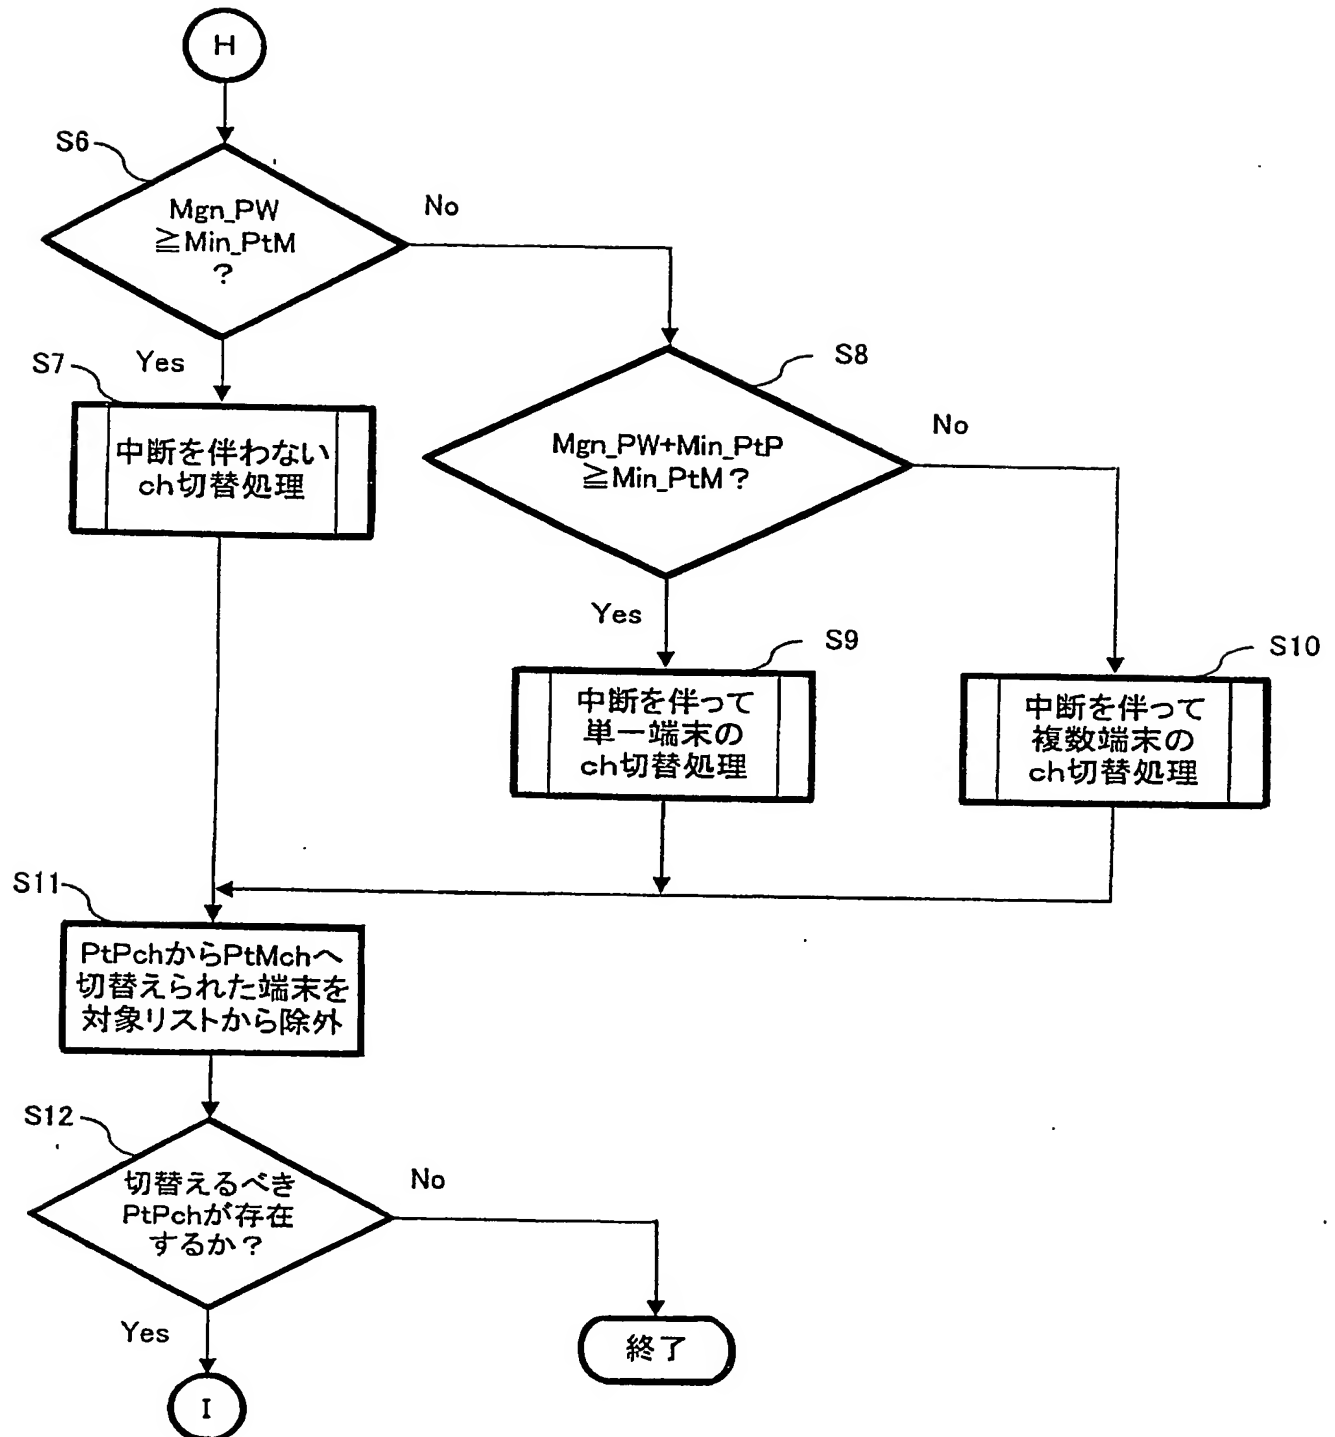 H
S6
Mgn_PW
≧Min_PtM
?
No
Yes
S7
中断を伴わない
ch切替処理
S8
Mgn_PW+Min_PtP
≧Min_PtM?
No
Yes
S9
中断を伴って
単一端末の
ch切替処理
S10
中断を伴って
複数端末の
ch切替処理
S11
PtPchからPtMchへ
切替えられた端末を
対象リストから除外
S12
切替えるべき
PtPchが存在
するか?
No
Yes
終了
I